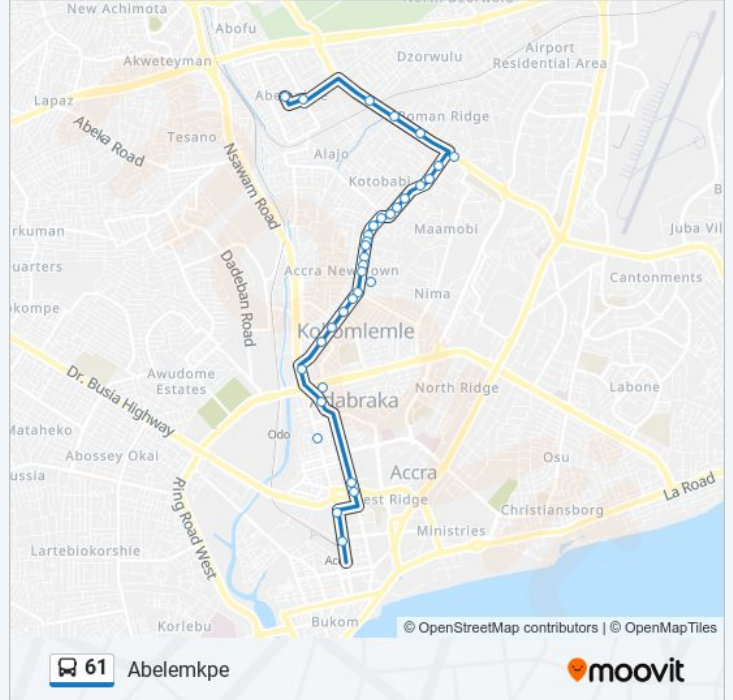 New Achimota
North Dzorwulu
Abofu
Dzorwulu
Airport
Residential Area
Akweteyman
Lapaz
Roman Ridge
Abeka Road
Tesano
Nsawam Road
Alajo
Kotobabi
Maamobi
Juba Vil
rkuman
uarters
Dadeban Road
Accra New Town
Cantonments
Nima
kompe
Kokomlemle
Awudome
Estates
North Ridge
Labone
Dr. Busia Highway
Adabraka
Mataheko
Odo
Abossey Okai
Osu
ussia
Accra
La Road
Ring Road West
West Ridge
Christiansborg
Ministries
Lartebiokorshie
Korlebu
Bukom
© OpenStreetMap contributors | © OpenMapTiles
61 Abelemkpe
moovit